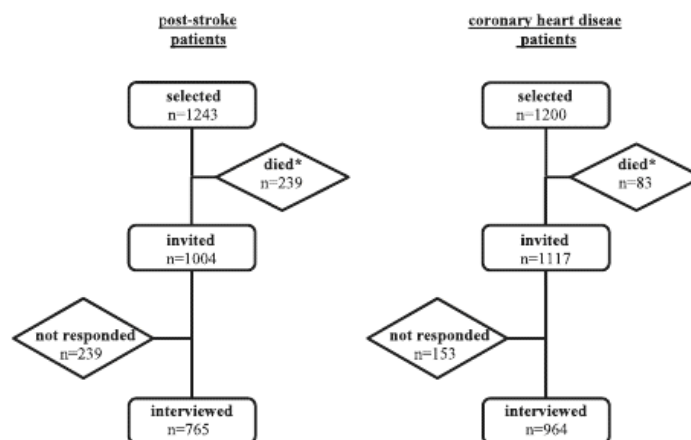 post-stroke
patients
selected
n=1243
died*
n=239
invited
n=1004
not responded
n=239
interviewed
n=765
coronary heart diseae
patients
selected
n=1200
died*
n=83
invited
n=1117
not responded
n=153
interviewed
n=964